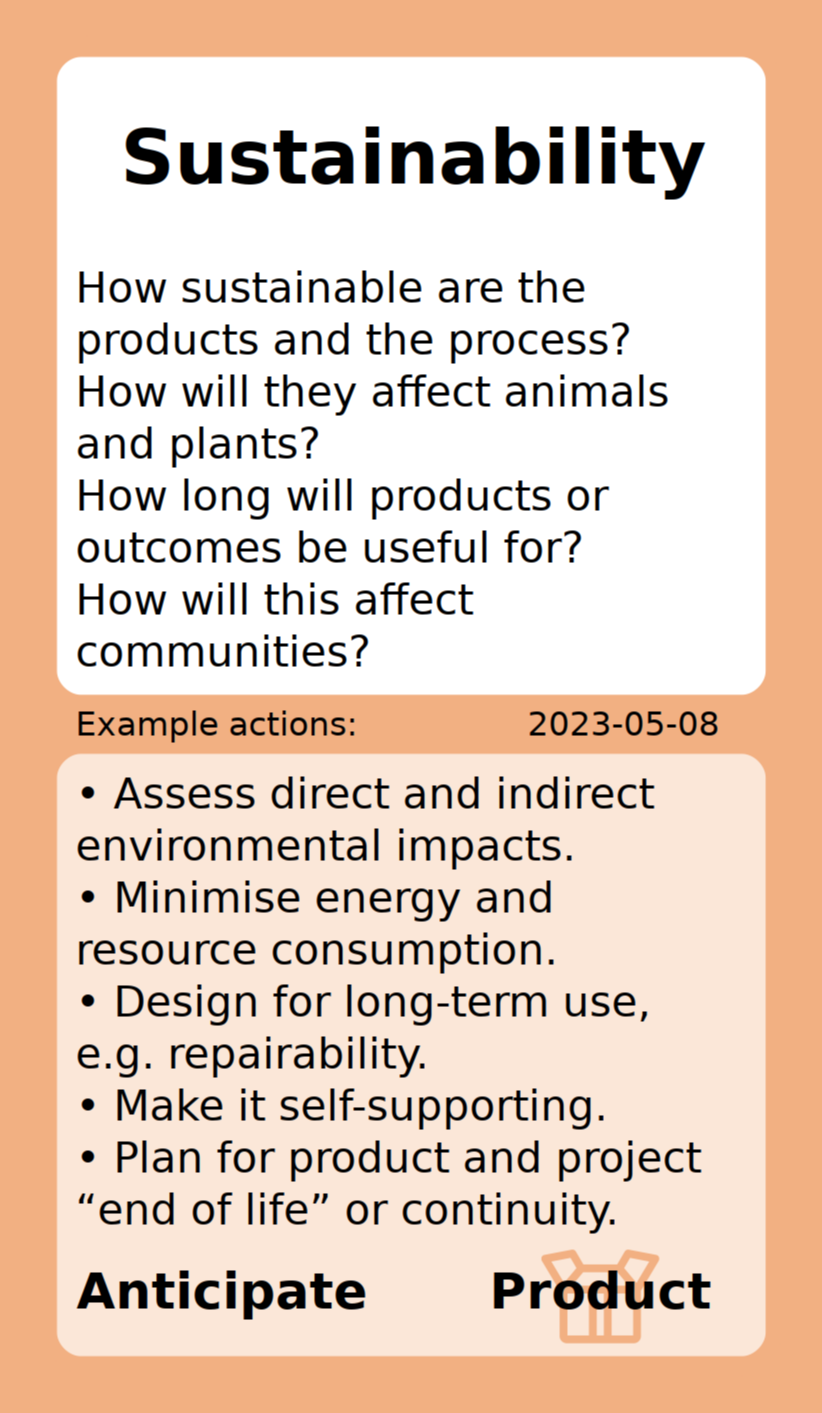 Sustainability
How sustainable are the
products and the process?
How will they affect animals
and plants?
How long will products or
outcomes be useful for?
How will this affect
communities?
Example actions: 2023-05-08
• Assess direct and indirect
environmental impacts.
• Minimise energy and
resource consumption.
• Design for long-term use,
e.g. repairability.
• Make it self-supporting.
• Plan for product and project
“end of life” or continuity.
Anticipate Product